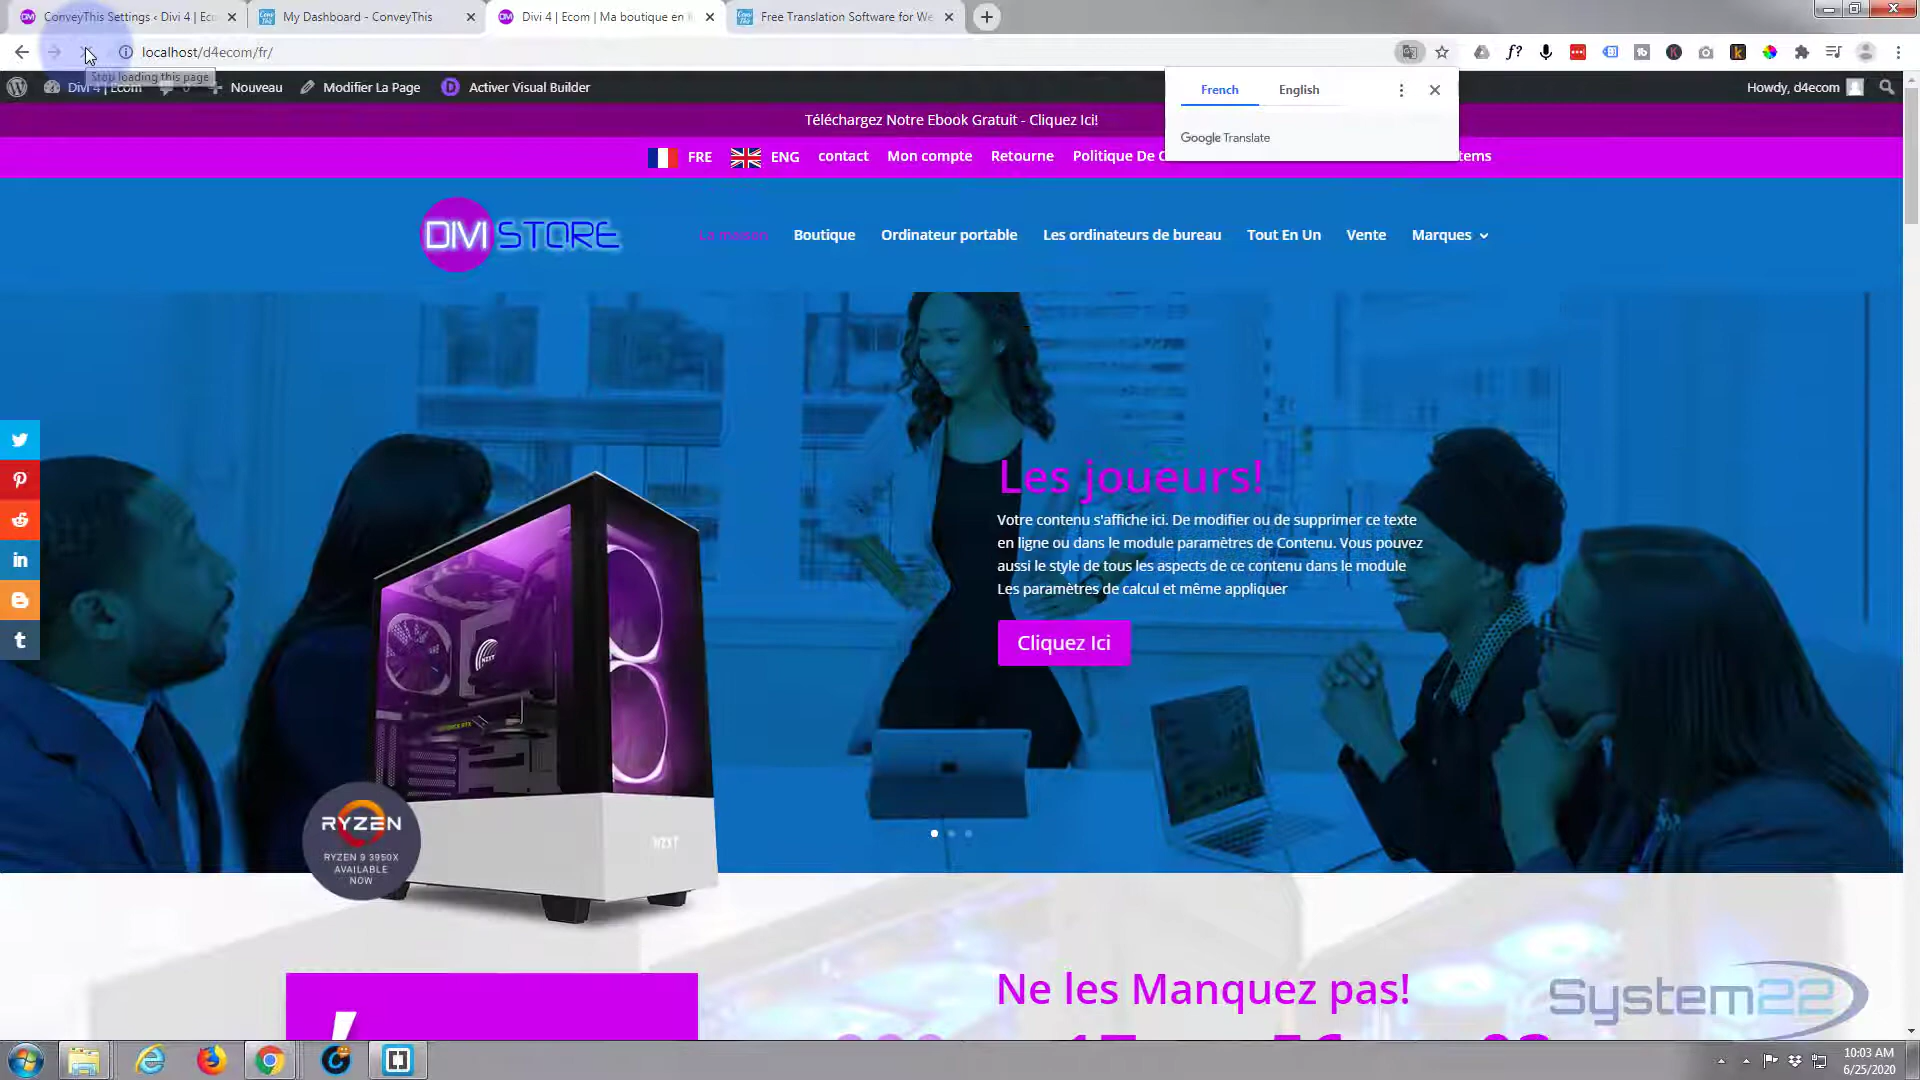 ConveyThis Settings ‹ Divi 4 | Ec
My Dashboard - ConveyThis
Divi 4 | Ecom | Ma boutique en l
Free Translation Software for We
localhost/d4ecom/fr/
Stop loading this page
Divi 4 | Ecom
0
Nouveau
Modifier La Page
D
Activer Visual Builder
Howdy, d4ecom
French
English
Google Translate
Téléchargez Notre Ebook Gratuit - Cliquez Ici!
FRE
ENG
contact
Mon compte
Retourne
Politique De C
tems
DIVI STORE
La maison
Boutique
Ordinateur portable
Les ordinateurs de bureau
Tout En Un
Vente
Marques
Les joueurs!
Votre contenu s'affiche ici. De modifier ou de supprimer ce texte
en ligne ou dans le module paramètres de Contenu. Vous pouvez
aussi le style de tous les aspects de ce contenu dans le module
Les paramètres de calcul et même appliquer
Cliquez Ici
NZXT
NZXT
RYZEN
RYZEN 9 3950X
AVAILABLE
NOW
Ne les Manquez pas!
System22
10:03 AM
6/25/2020